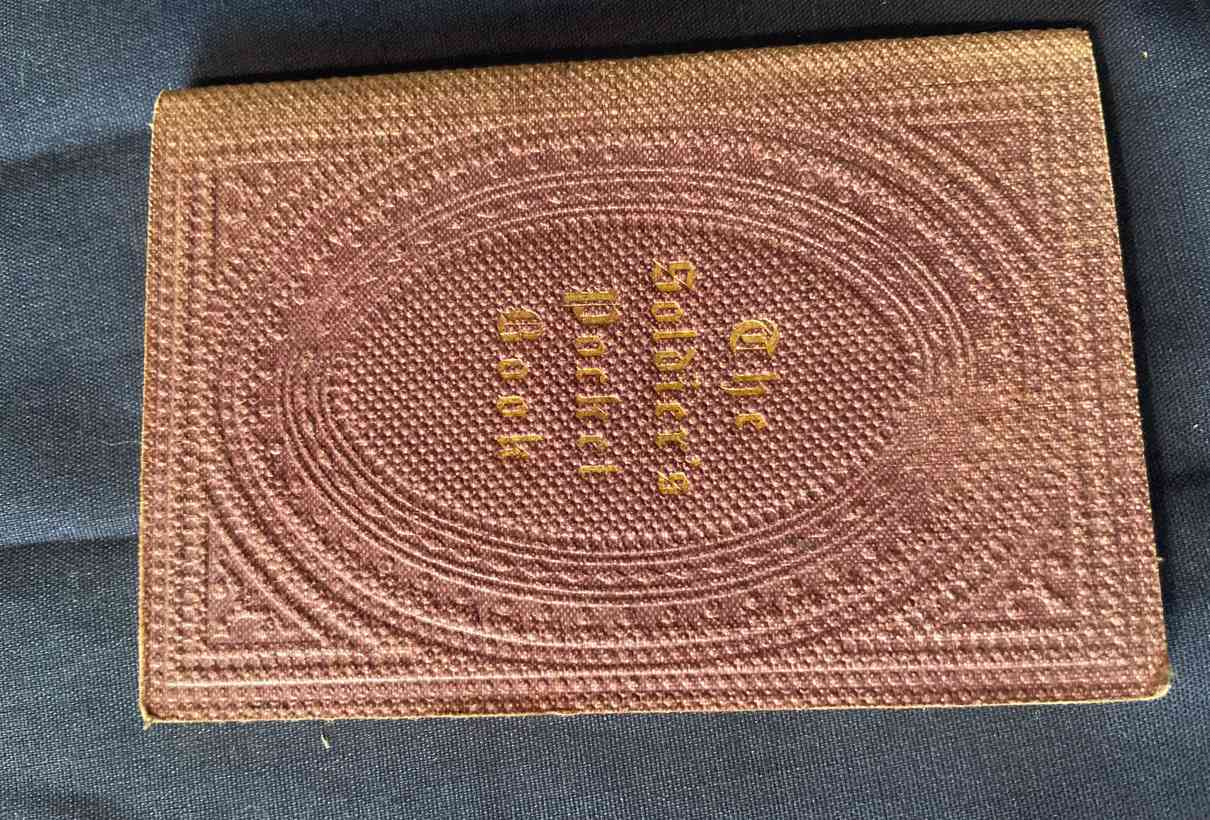 The
Soldier's
Pocket
Book